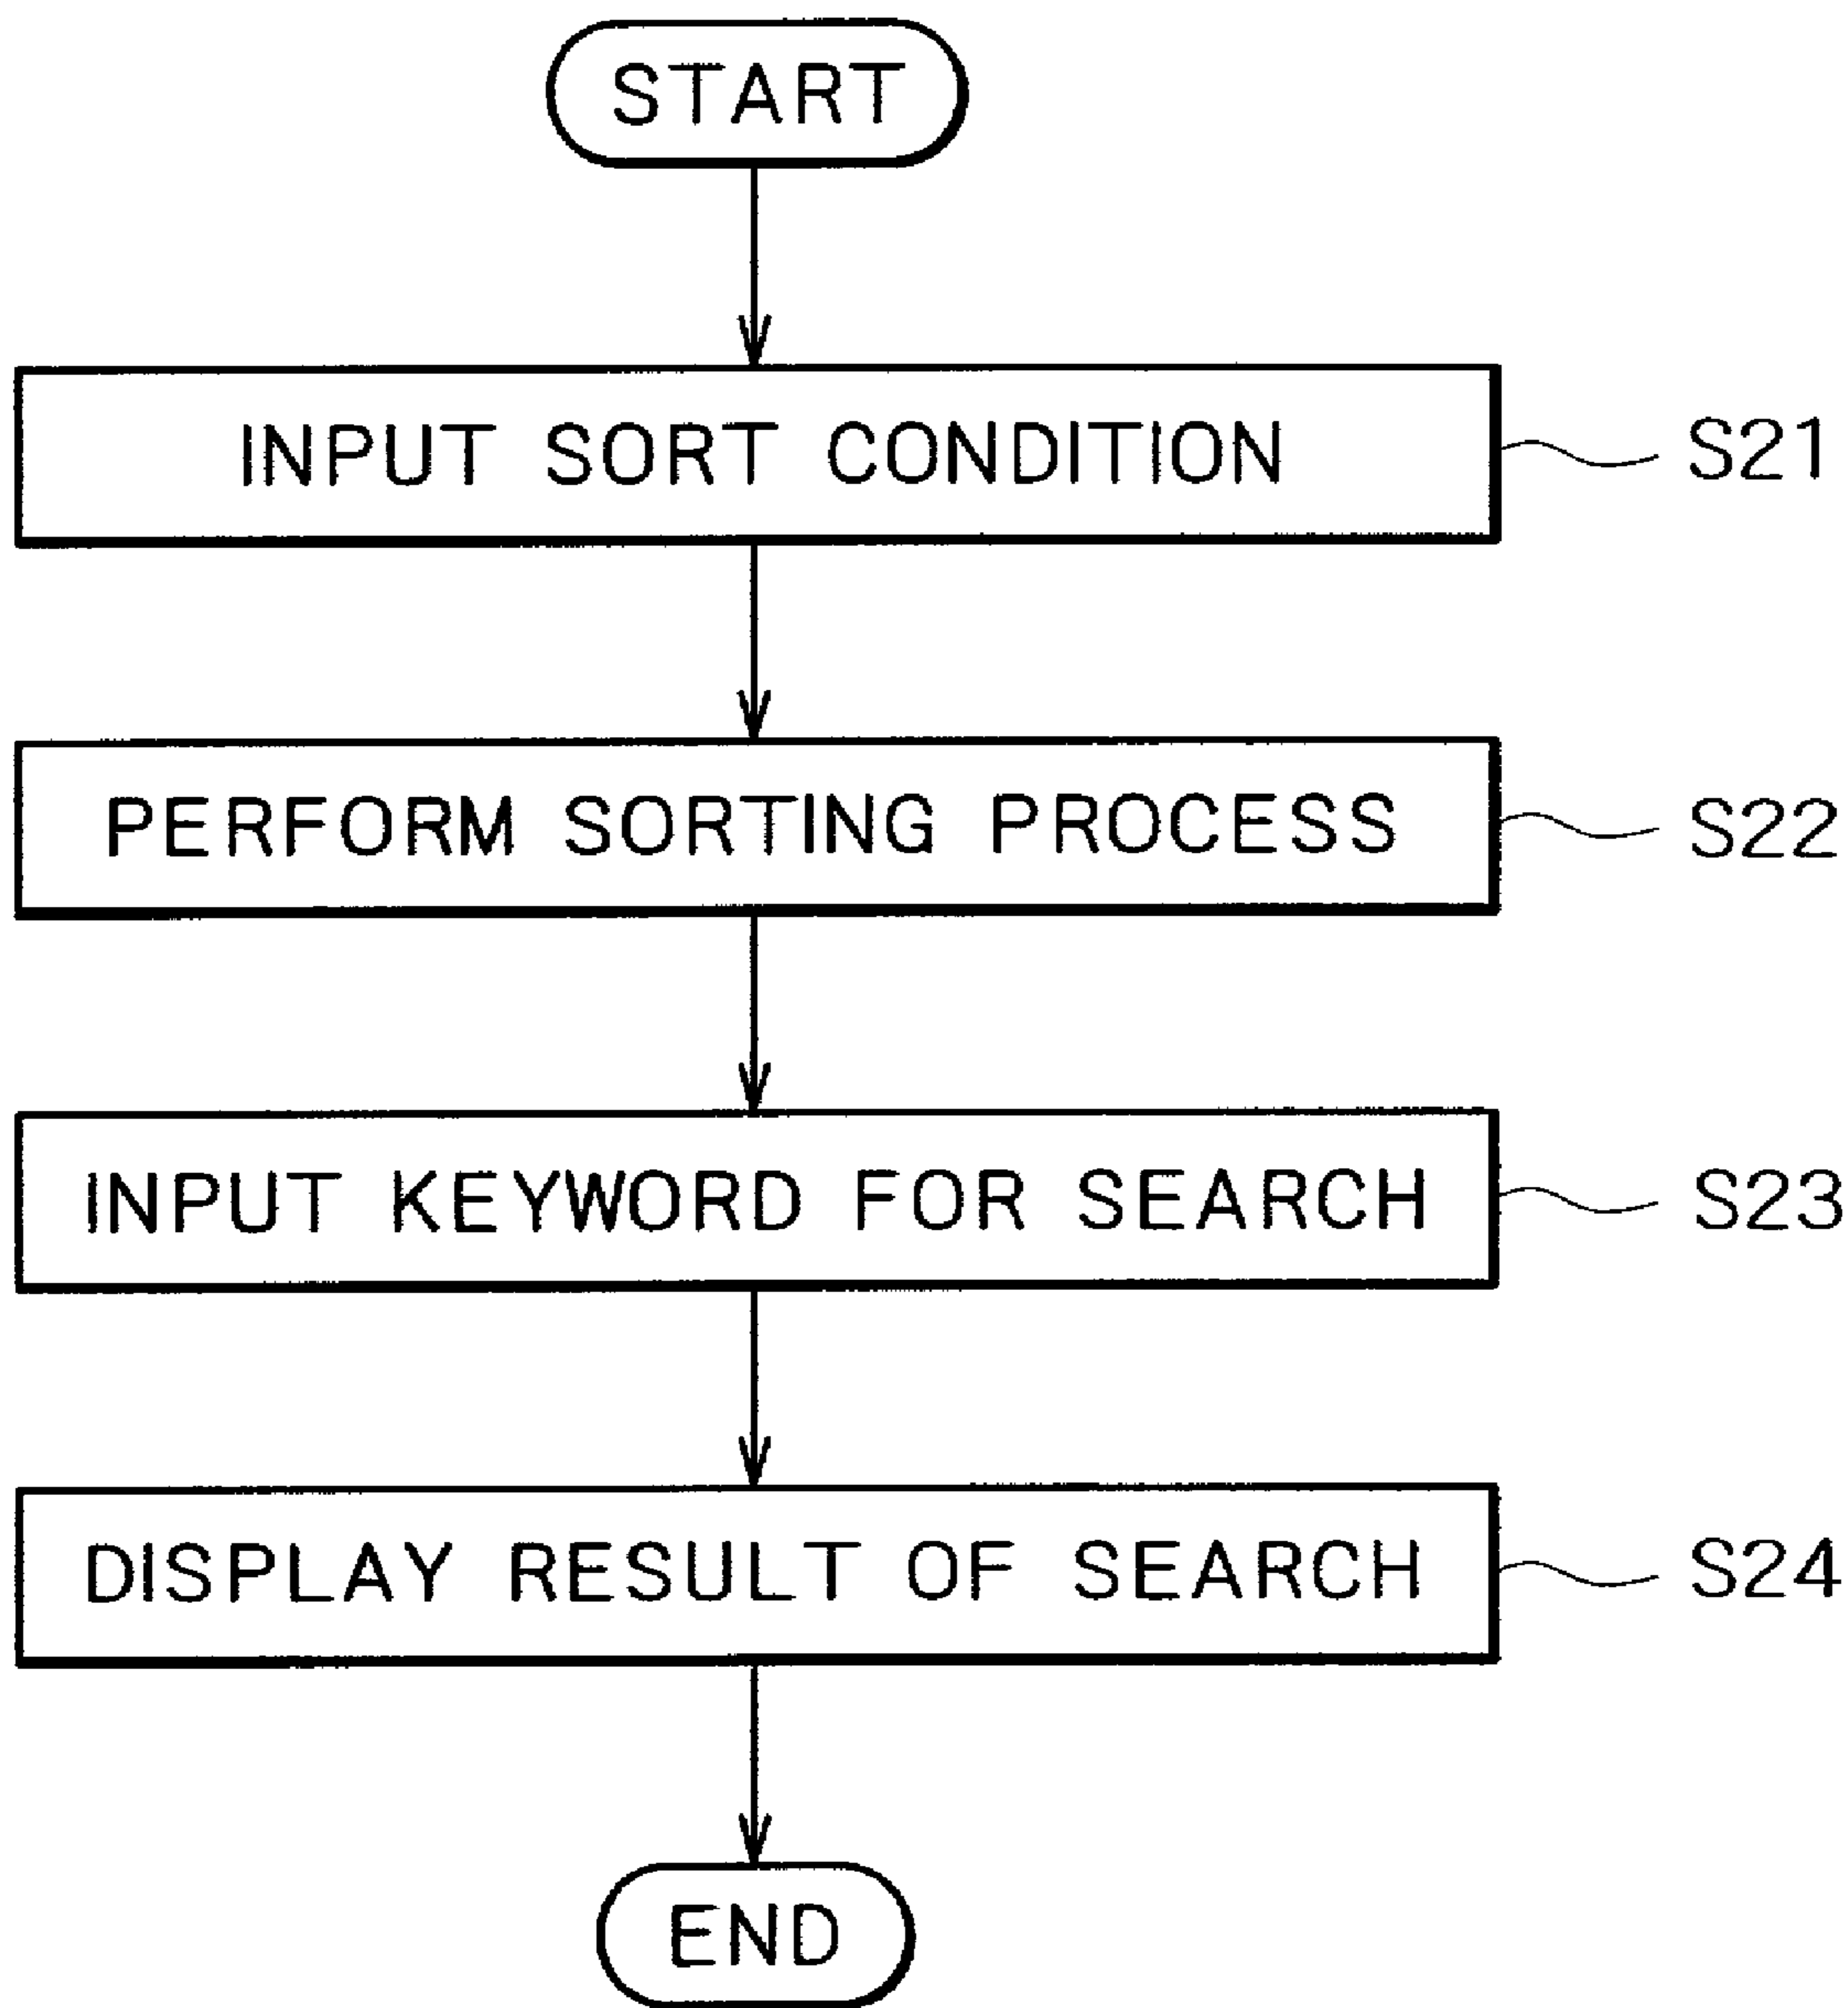 START
INPUT SORT CONDITION S21
PERFORM SORTING PROCESS S22
INPUT KEYWORD FOR SEARCH S23
DISPLAY RESULT OF SEARCH S24
END